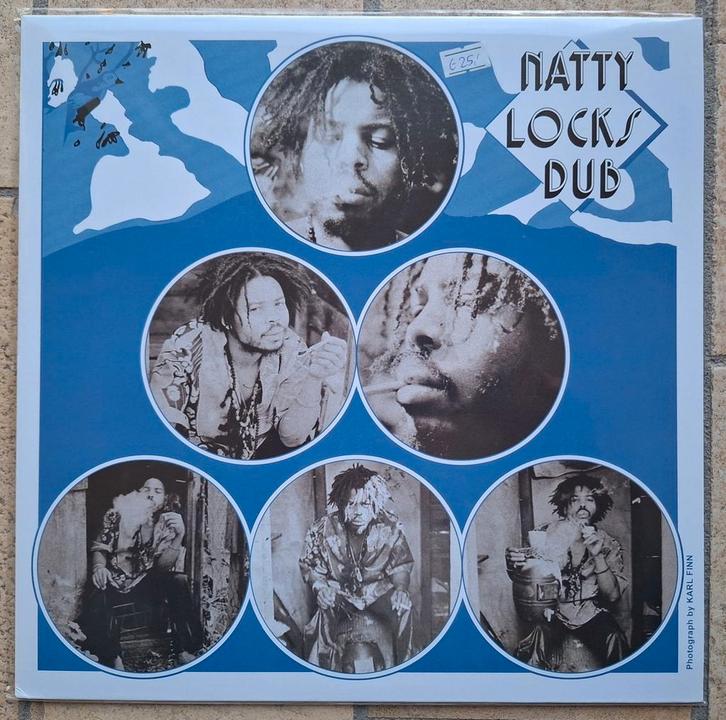 € 25.-
NATTY
LOCKS
DUB
Photograph by KARL FINN